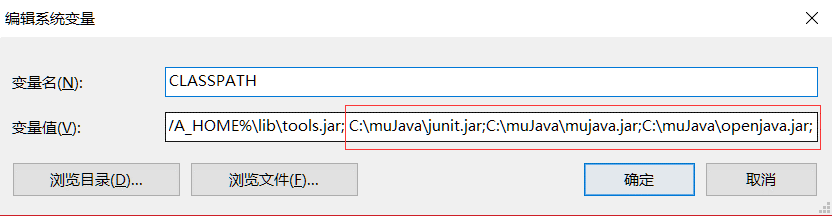 编辑系统变量
变量名(N):
CLASSPATH
变量值(V):
/A_HOME%\lib\tools.jar;C:\muJava\junit.jar;C:\muJava\mujava.jar;C:\muJava\openjava.jar;
浏览目录(D)... 浏览文件(F)... 确定 取消